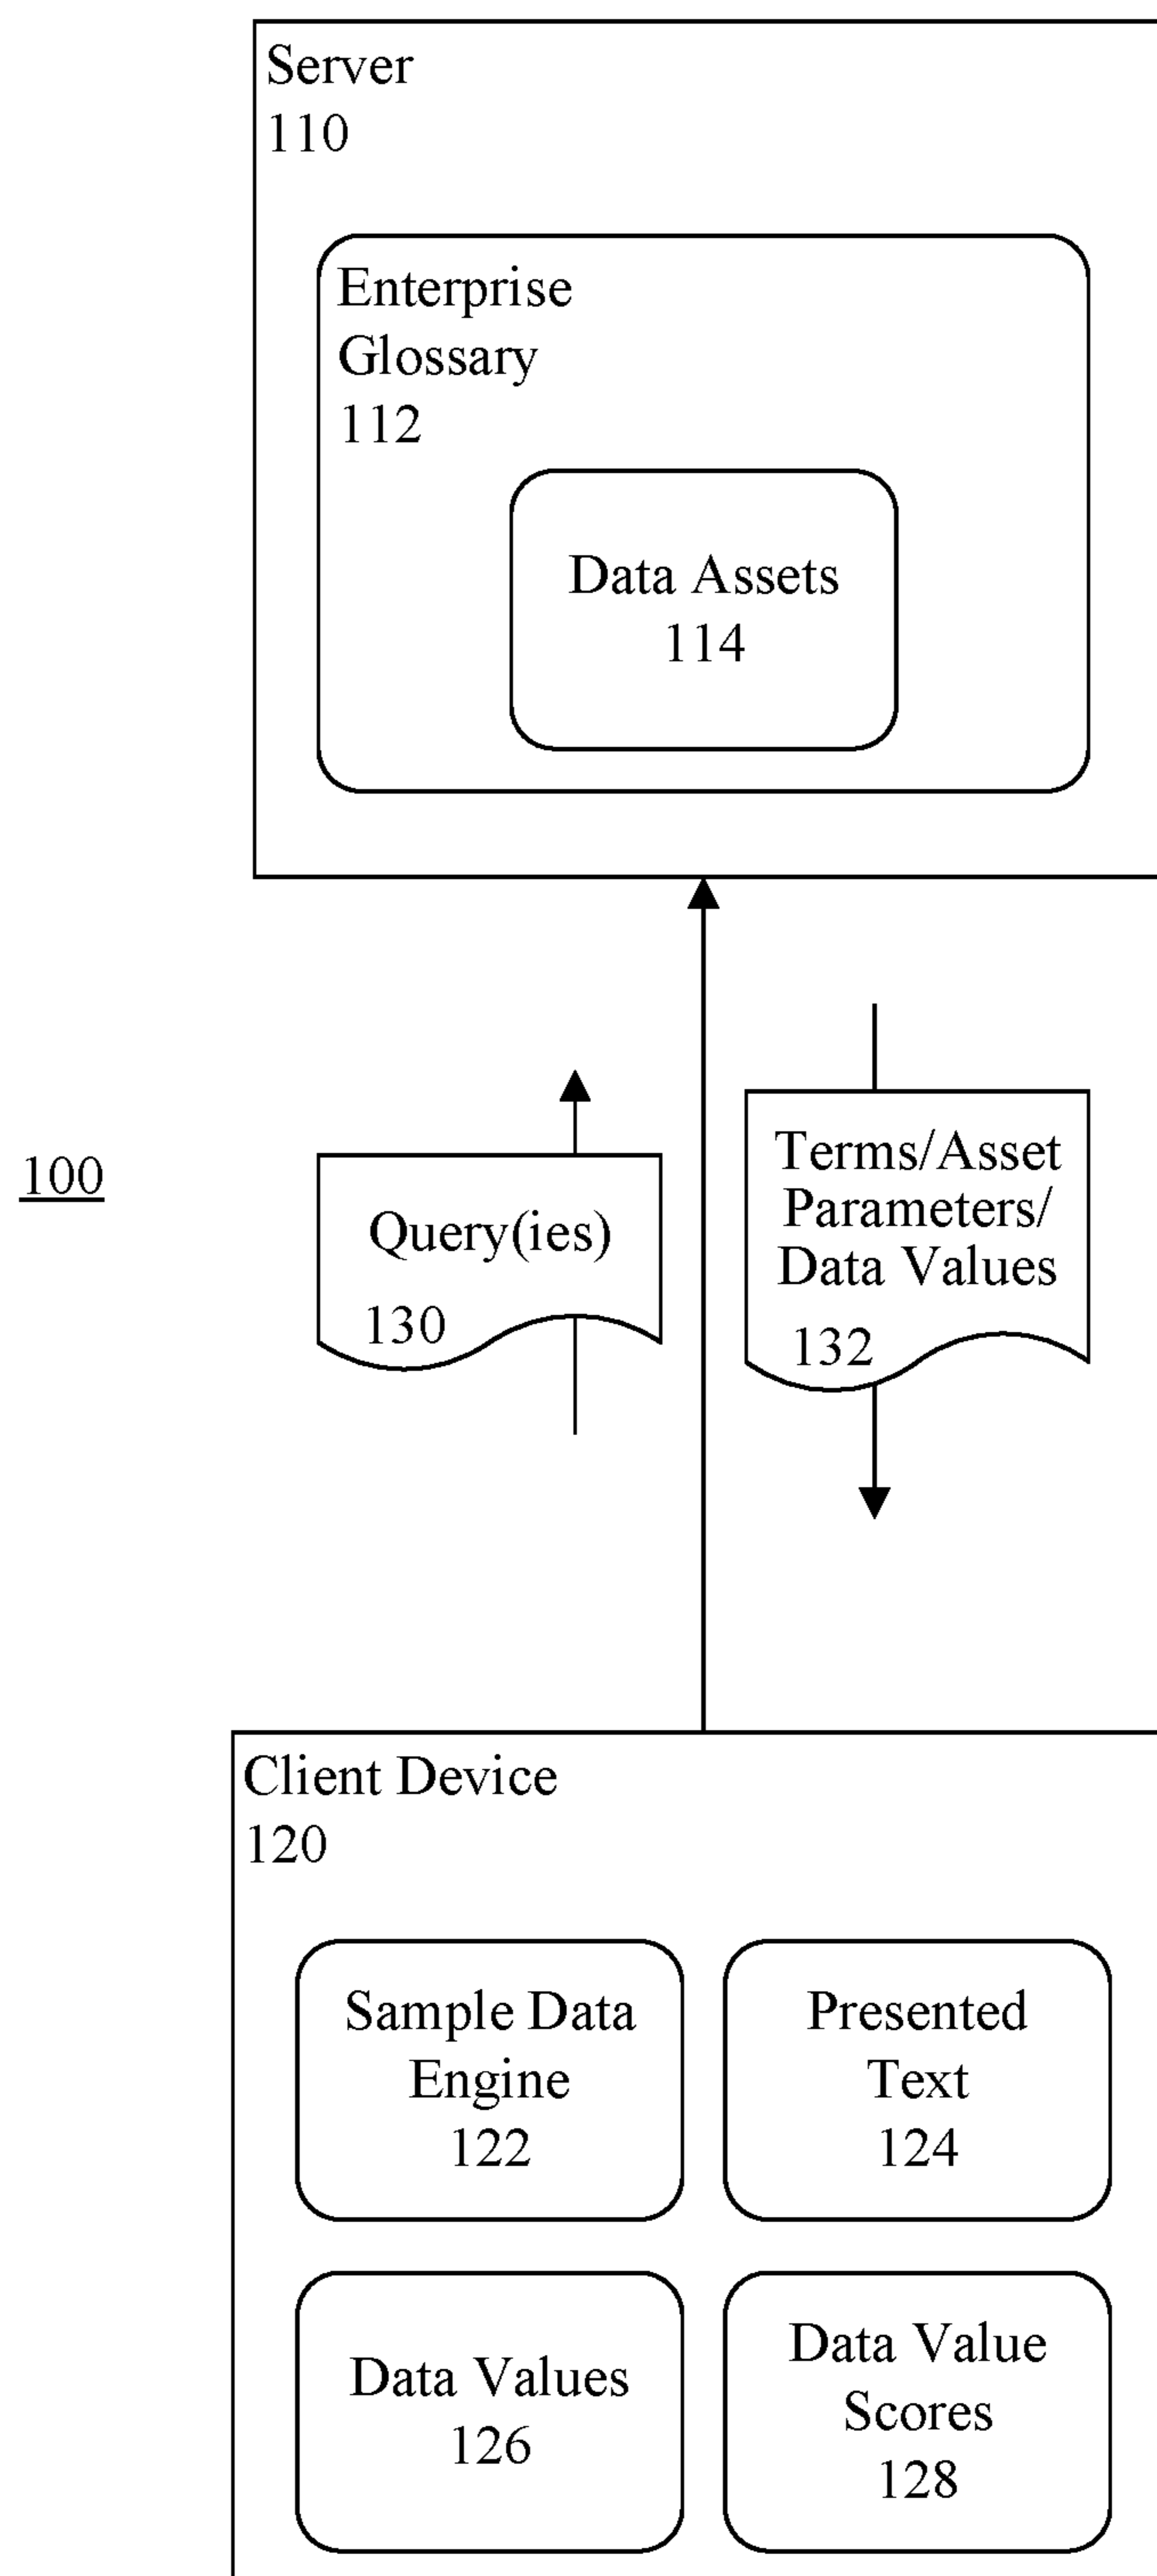 Server
110
Enterprise
Glossary
112
Data Assets
114
100
Query(ies)
130
Terms/Asset
Parameters/
Data Values
132
Client Device
120
Sample Data
Engine
122
Presented
Text
124
Data Values
126
Data Value
Scores
128